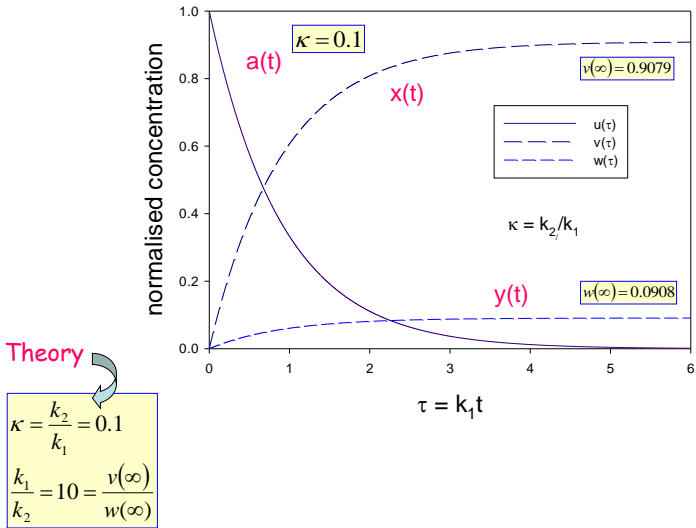 κ = 0.1
a(t)
x(t)
v(∞) = 0.9079
u(τ)
v(τ)
w(τ)
κ = k2/k1
y(t)
w(∞) = 0.0908
normalised concentration
1.0
0.8
0.6
0.4
0.2
0.0
0 1 2 3 4 5 6
τ = k1t
Theory
κ = k2/k1 = 0.1
k1/k2 = 10 = v(∞)/w(∞)